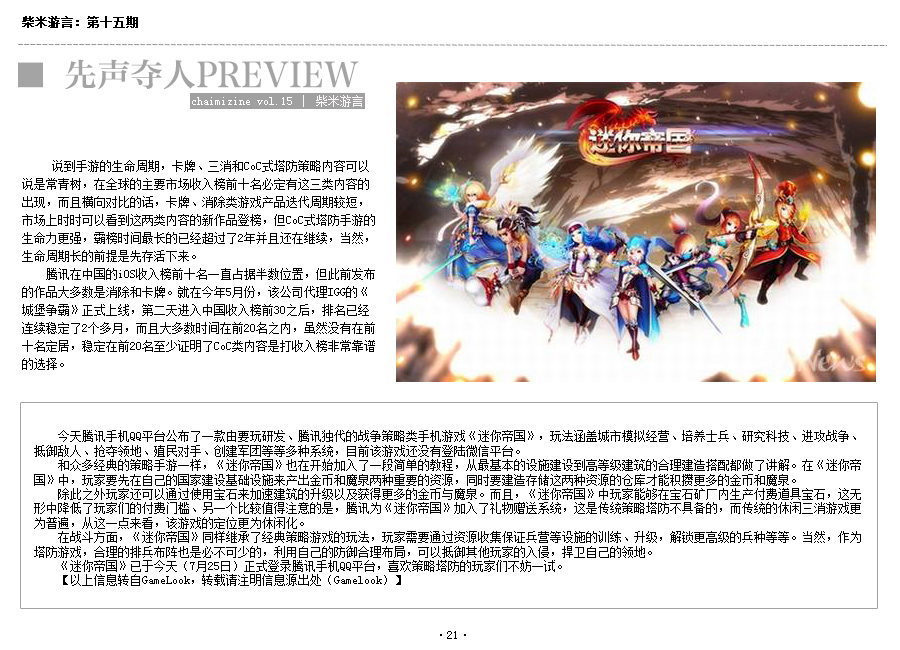 柴米游言：第十五期
先声夺人PREVIEW
chaimizine vol.15 | 柴米游言
迷你帝国
News
说到手游的生命周期，卡牌、三消和CoC式塔防策略内容可以
说是常青树，在全球的主要市场收入榜前十名必定有这三类内容的
出现，而且横向对比的话，卡牌、消除类游戏产品迭代周期较短，
市场上时时可以看到这两类内容的新作品登榜，但CoC式塔防手游的
生命力更强，霸榜时间最长的已经超过了2年并且还在继续，当然，
生命周期长的前提是先存活下来。
腾讯在中国的iOS收入榜前十名一直占据半数位置，但此前发布
的作品大多数是消除和卡牌。就在今年5月份，该公司代理IGG的《
城堡争霸》正式上线，第二天进入中国收入榜前30之后，排名已经
连续稳定了2个多月，而且大多数时间在前20名之内，虽然没有在前
十名定居，稳定在前20名至少证明了CoC类内容是打收入榜非常靠谱
的选择。
今天腾讯手机QQ平台公布了一款由要玩研发、腾讯独代的战争策略类手机游戏《迷你帝国》，玩法涵盖城市模拟经营、培养士兵、研究科技、进攻战争、
抵御敌人、抢夺领地、殖民对手、创建军团等等多种系统，目前该游戏还没有登陆微信平台。
和众多经典的策略手游一样，《迷你帝国》也在开始加入了一段简单的教程，从最基本的设施建设到高等级建筑的合理建造搭配都做了讲解。在《迷你帝
国》中，玩家要先在自己的国家建设基础设施来产出金币和魔泉两种重要的资源，同时要建造存储这两种资源的仓库才能积攒更多的金币和魔泉。
除此之外玩家还可以通过使用宝石来加速建筑的升级以及获得更多的金币与魔泉。而且，《迷你帝国》中玩家能够在宝石矿厂内生产付费道具宝石，这无
形中降低了玩家们的付费门槛、另一个比较值得注意的是，腾讯为《迷你帝国》加入了礼物赠送系统，这是传统策略塔防不具备的，而传统的休闲三消游戏更
为普遍，从这一点来看，该游戏的定位更为休闲化。
在战斗方面，《迷你帝国》同样继承了经典策略游戏的玩法，玩家需要通过资源收集保证兵营等设施的训练、升级，解锁更高级的兵种等等。当然，作为
塔防游戏，合理的排兵布阵也是必不可少的，利用自己的防御合理布局，可以抵御其他玩家的入侵，捍卫自己的领地。
《迷你帝国》已于今天（7月25日）正式登录腾讯手机QQ平台，喜欢策略塔防的玩家们不妨一试。
【以上信息转自GameLook，转载请注明信息源出处（Gamelook）】
·21·